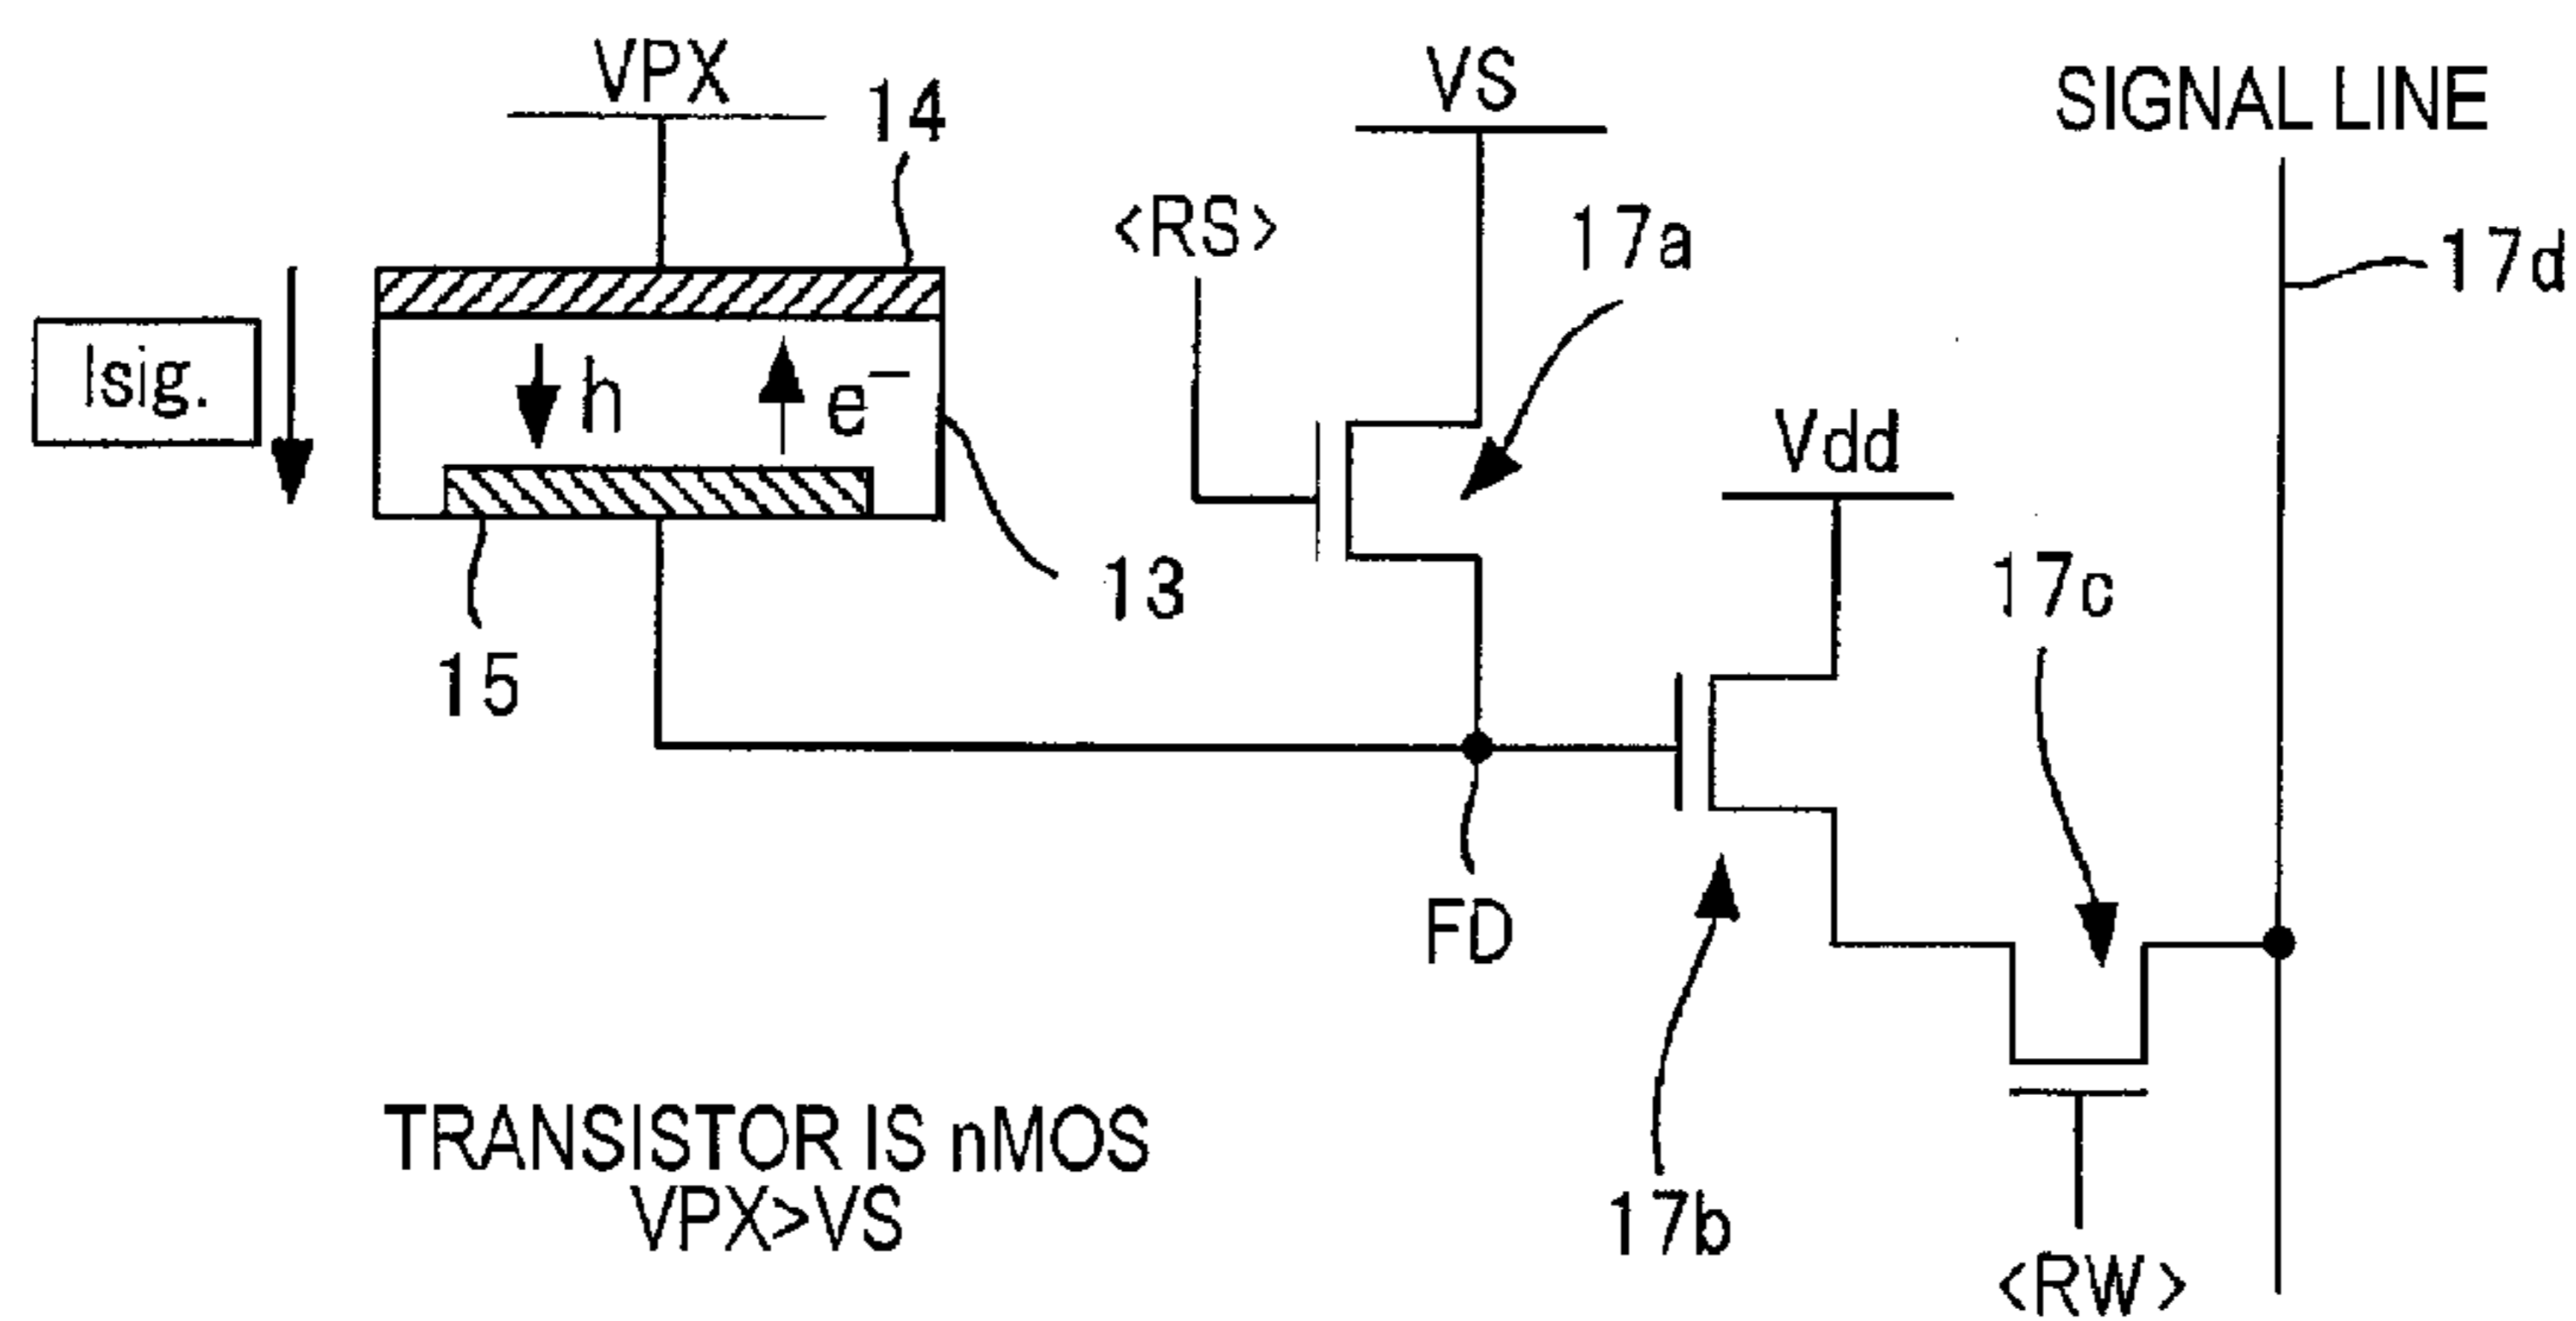 VPX
VS
SIGNAL LINE
14
<RS>
17a
17d
Isig.
h
e⁻
Vdd
13
17c
15
FD
TRANSISTOR IS nMOS
VPX>VS
17b
<RW>